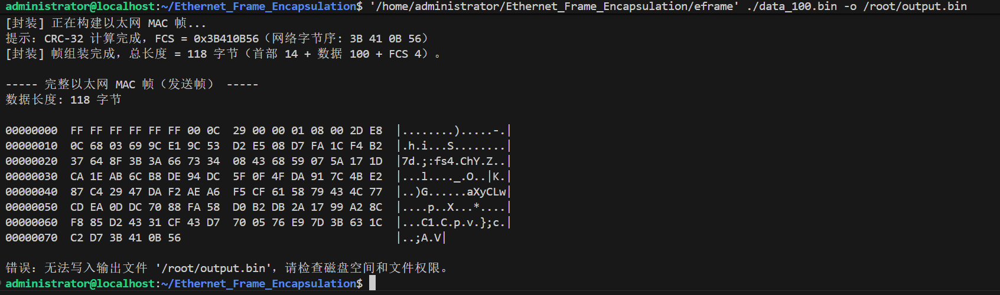 administrator@localhost:~/Ethernet_Frame_Encapsulation$ '/home/administrator/Ethernet_Frame_Encapsulation/eframe' ./data_100.bin -o /root/output.bin
[封装] 正在构建以太网 MAC 帧...
提示: CRC-32 计算完成，FCS = 0x3B410B56（网络字节序: 3B 41 0B 56）
[封装] 帧组装完成，总长度 = 118 字节（首部 14 + 数据 100 + FCS 4）。
----- 完整以太网 MAC 帧（发送帧） -----
数据长度: 118 字节
00000000  FF FF FF FF FF FF 00 0C  29 00 00 01 08 00 2D E8  |........).....-.|
00000010  0C 68 03 69 9C E1 9C 53  D2 E5 08 D7 FA 1C F4 B2  |.h.i...S........|
00000020  37 64 8F 3B 3A 66 73 34  08 43 68 59 07 5A 17 1D  |7d.;:fs4.ChY.Z..|
00000030  CA 1E AB 6C B8 DE 94 DC  5F 0F 4F DA 91 7C 4B E2  |...l...._.O..|K.|
00000040  87 C4 29 47 DA F2 AE A6  F5 CF 61 58 79 43 4C 77  |..)G......aXyCLw|
00000050  CD EA 0D DC 70 88 FA 58  D0 B2 DB 2A 17 99 A2 8C  |....p..X...*....|
00000060  F8 85 D2 43 31 CF 43 D7  70 05 76 E9 7D 3B 63 1C  |...C1.C.p.v.};c.|
00000070  C2 D7 3B 41 0B 56                                 |..;A.V|
错误: 无法写入输出文件 '/root/output.bin'，请检查磁盘空间和文件权限。
administrator@localhost:~/Ethernet_Frame_Encapsulation$